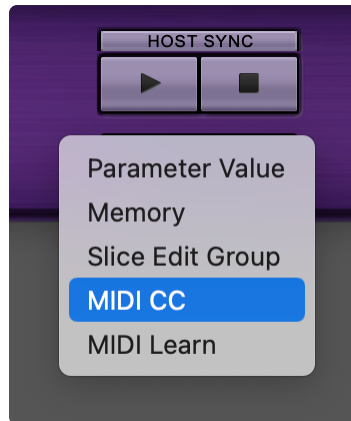 HOST SYNC
Parameter Value
Memory
Slice Edit Group
MIDI CC
MIDI Learn